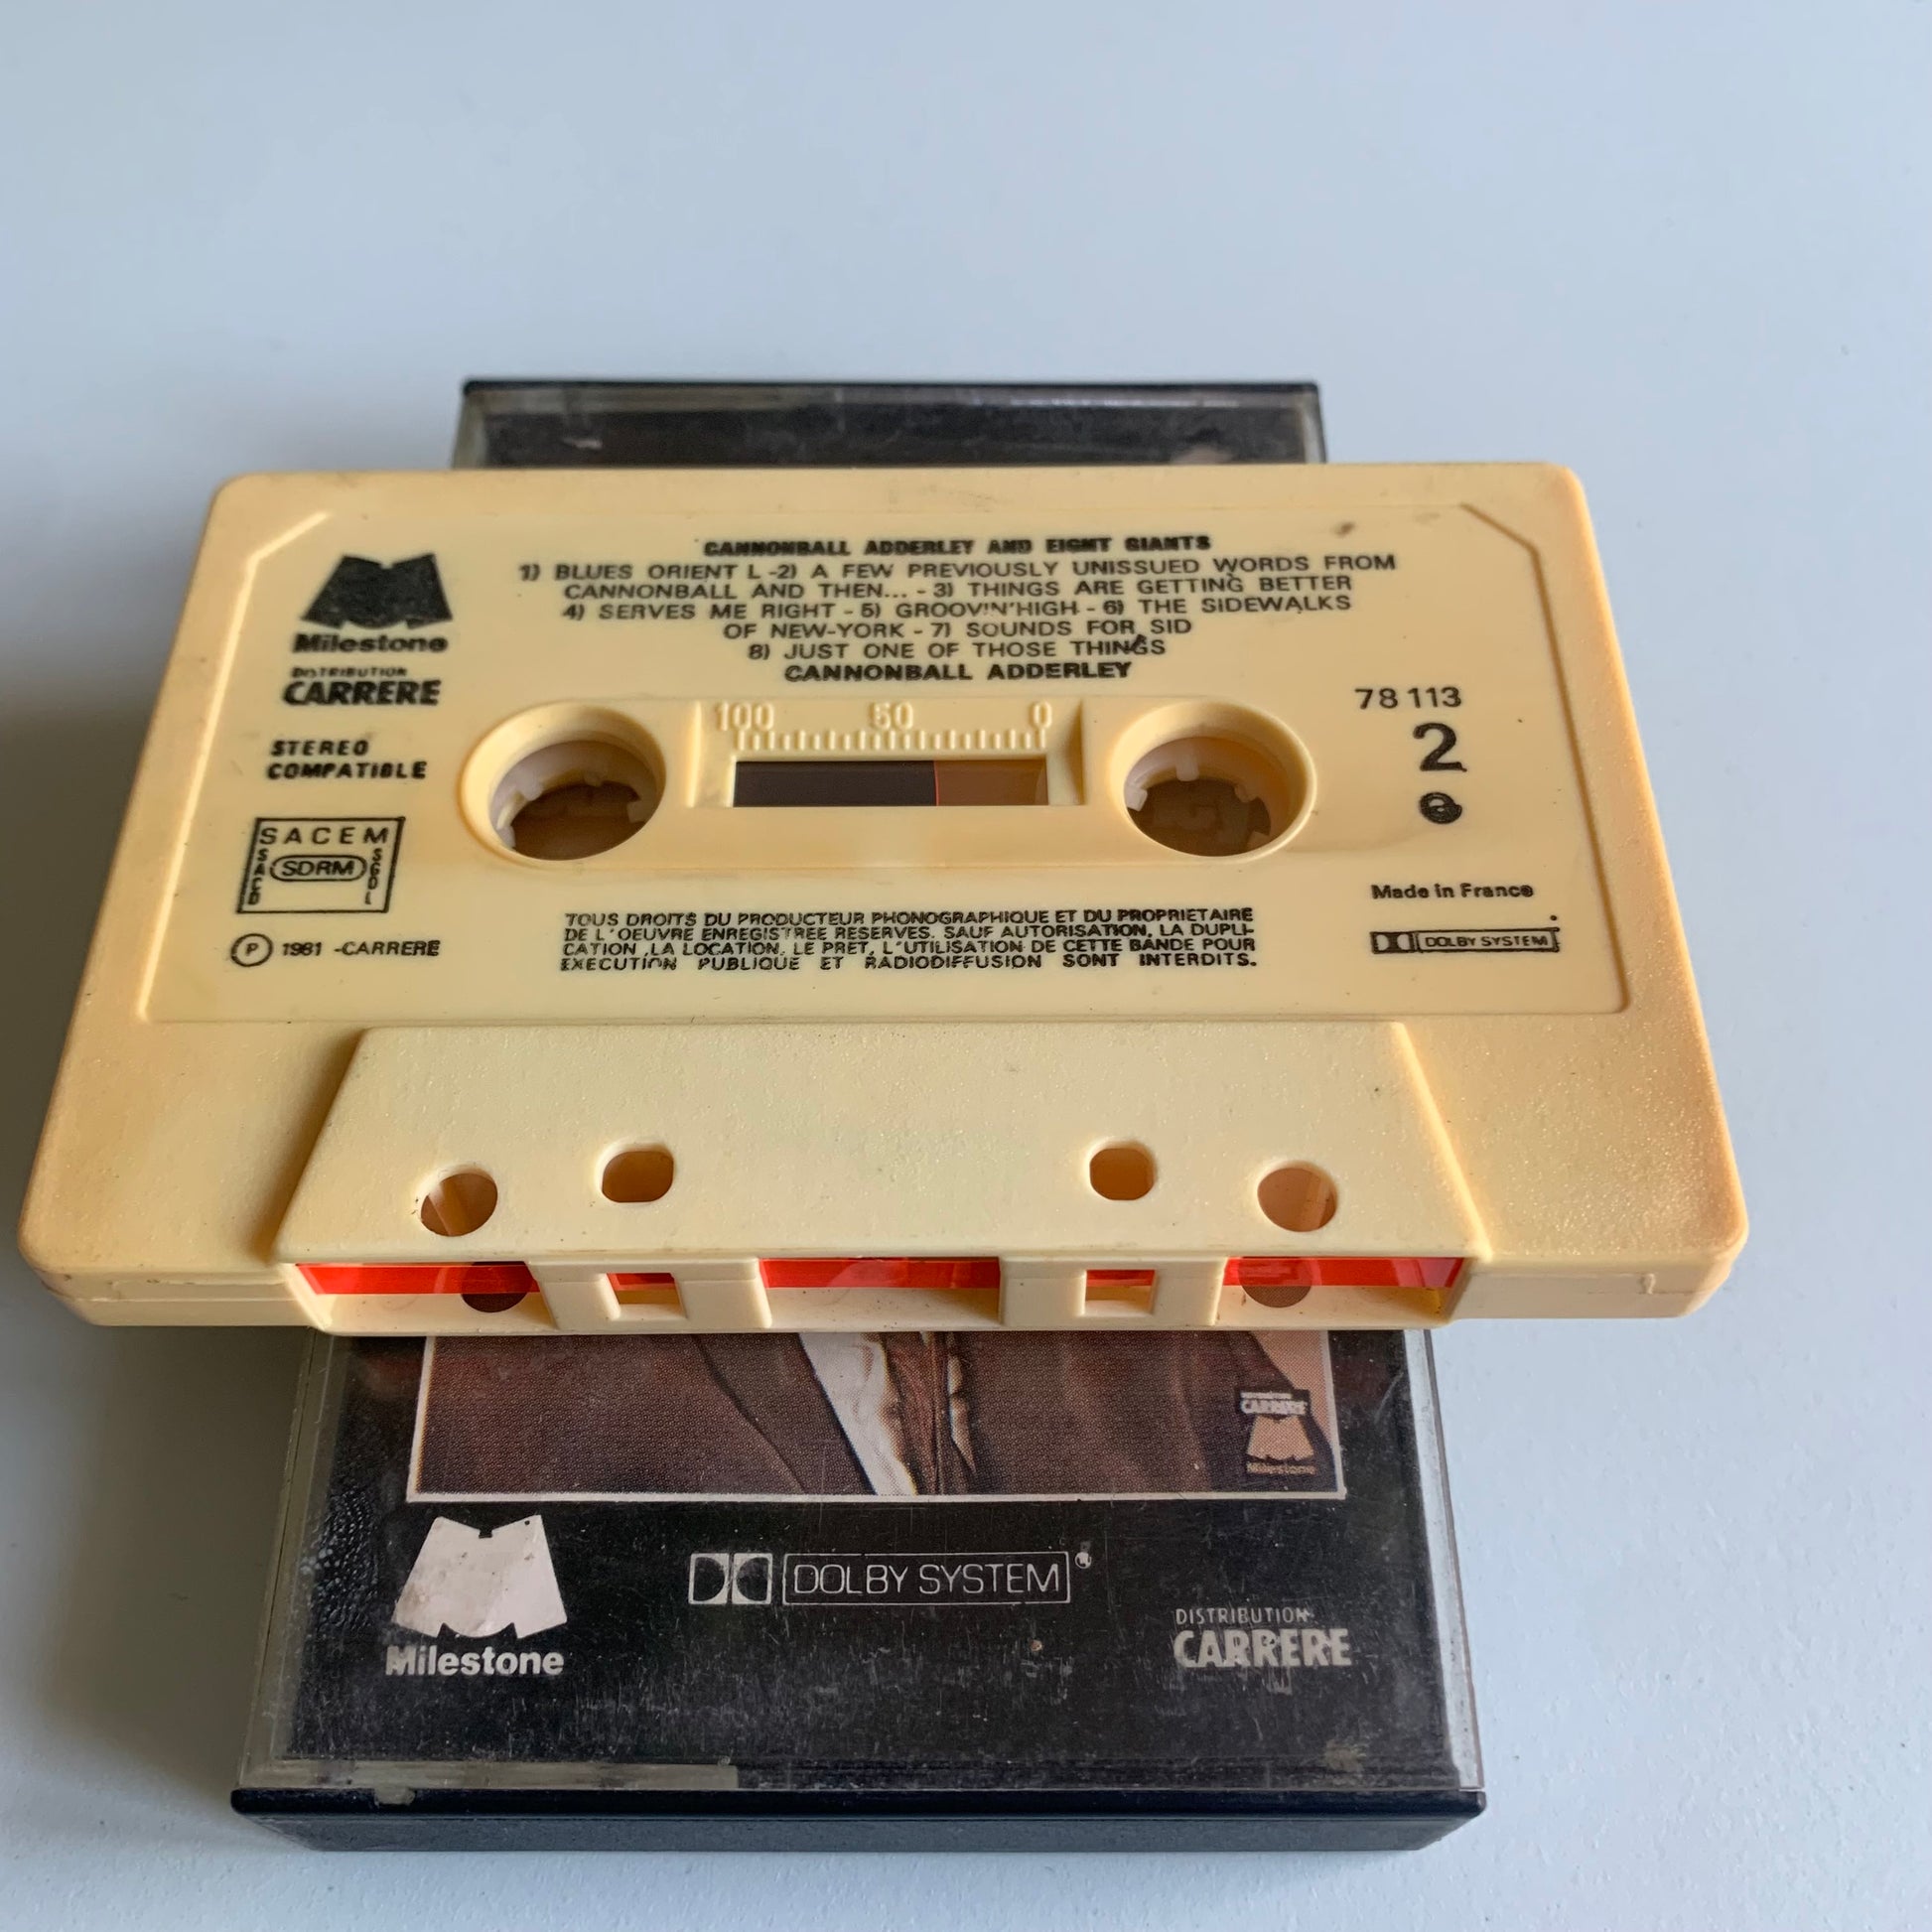 CANNONBALL ADDERLEY AND EIGHT GIANTS
1) BLUES ORIENT L -2) A FEW PREVIOUSLY UNISSUED WORDS FROM
CANNONBALL AND THEN... - 3) THINGS ARE GETTING BETTER
4) SERVES ME RIGHT - 5) GROOV'N'HIGH - 6) THE SIDEWALKS
OF NEW-YORK - 7) SOUNDS FOR SID
8) JUST ONE OF THOSE THINGS
CANNONBALL ADDERLEY
Milestone
DISTRIBUTION
CARRERE
STEREO
COMPATIBLE
SACEM
SACD
SDRM
SGDL
Ⓟ 1981 -CARRERE
100 50 0
78 113
2
Made in France
DOLBY SYSTEM
TOUS DROITS DU PRODUCTEUR PHONOGRAPHIQUE ET DU PROPRIETAIRE
DE L'OEUVRE ENREGISTREE RESERVES. SAUF AUTORISATION, LA DUPLI-
CATION ,LA LOCATION, LE PRET, L'UTILISATION DE CETTE BANDE POUR
EXECUTION PUBLIQUE ET RADIODIFFUSION SONT INTERDITS.
CARRERE
Milestone
Milestone
DOLBY SYSTEM®
DISTRIBUTION
CARRERE